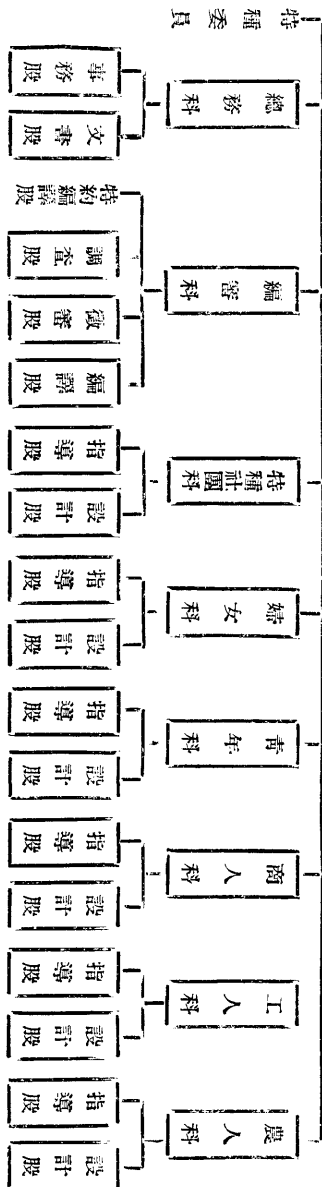 農人科
設計股
指導股
工人科
設計股
指導股
商人科
設計股
指導股
青年科
設計股
指導股
婦女科
設計股
指導股
特種社團科
設計股
指導股
編審科
編譯股
徵審股
調查股
特約編譯股
總務科
文書股
事務股
特種委員